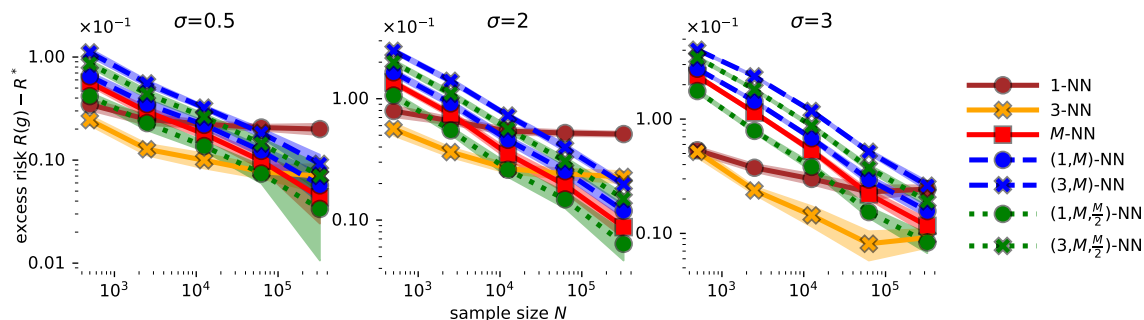 ×10⁻¹ σ=0.5
×10⁻¹ σ=2
×10⁻¹ σ=3
excess risk R(g) − R*
1.00
0.10
0.01
10³ 10⁴ 10⁵
1.00
0.10
10³ 10⁴ 10⁵
sample size N
1.00
0.10
10³ 10⁴ 10⁵
1-NN
3-NN
M-NN
(1,M)-NN
(3,M)-NN
(1,M,M/2)-NN
(3,M,M/2)-NN